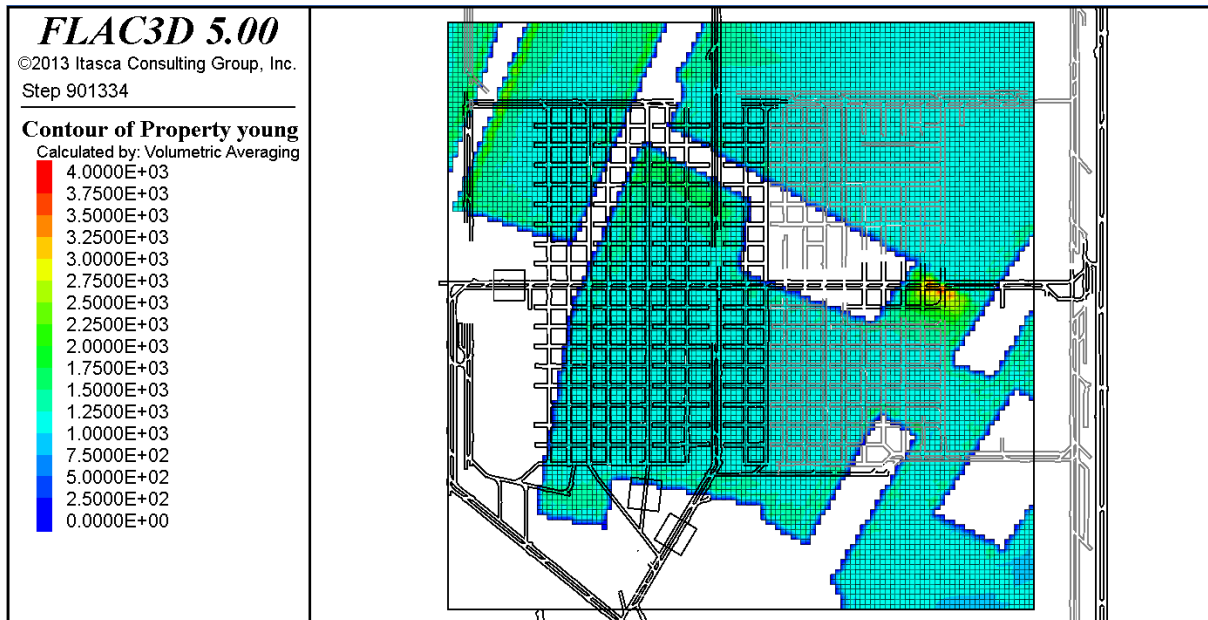 FLAC3D 5.00
©2013 Itasca Consulting Group, Inc.
Step 901334
Contour of Property young
Calculated by: Volumetric Averaging
4.0000E+03
3.7500E+03
3.5000E+03
3.2500E+03
3.0000E+03
2.7500E+03
2.5000E+03
2.2500E+03
2.0000E+03
1.7500E+03
1.5000E+03
1.2500E+03
1.0000E+03
7.5000E+02
5.0000E+02
2.5000E+02
0.0000E+00